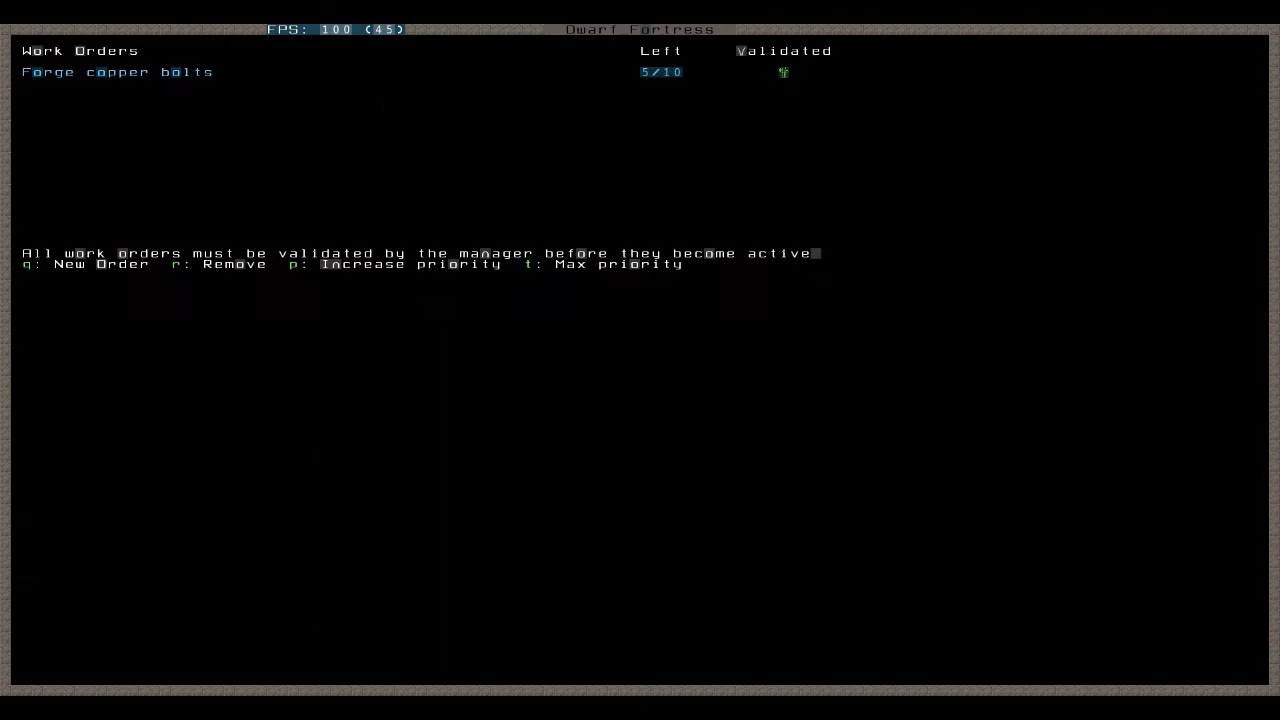 FPS: 100 (45) Dwarf Fortress
Work Orders Left Validated
Forge copper bolts 5/10
All work orders must be validated by the manager before they become active
q: New Order r: Remove p: Increase priority t: Max priority